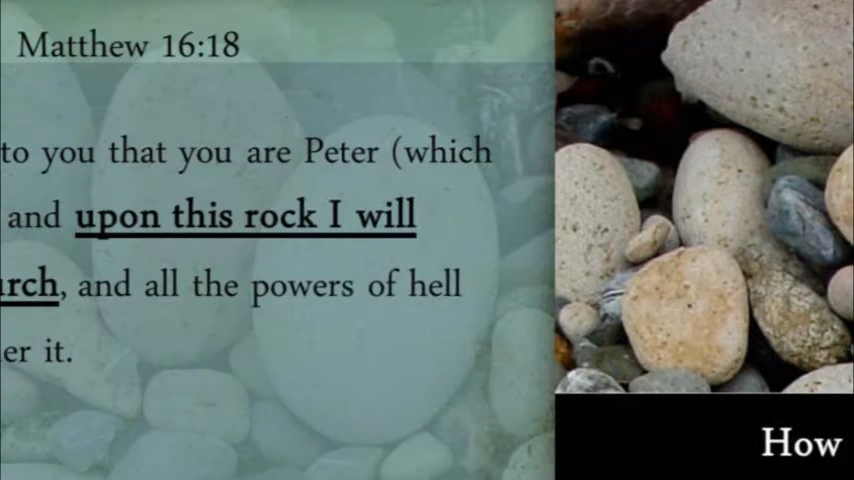 Matthew 16:18
to you that you are Peter (which
and upon this rock I will
urch, and all the powers of hell
er it.
How